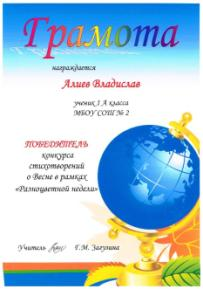 Грамота
награждается
Алиев Владислав
ученик 1 А класса
МБОУ СОШ № 2
ПОБЕДИТЕЛЬ
конкурса
стихотворений
о Весне в рамках
«Разноцветной недели»
Учитель Г.М. Загузина